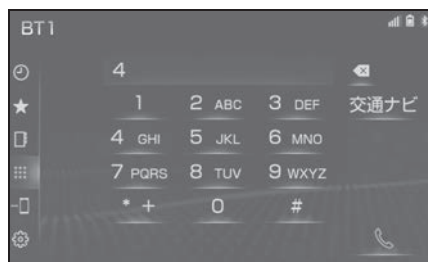 BT1
4
1 2 ABC 3 DEF 交通ナビ
4 GHI 5 JKL 6 MNO
7 PQRS 8 TUV 9 WXYZ
* + 0 #